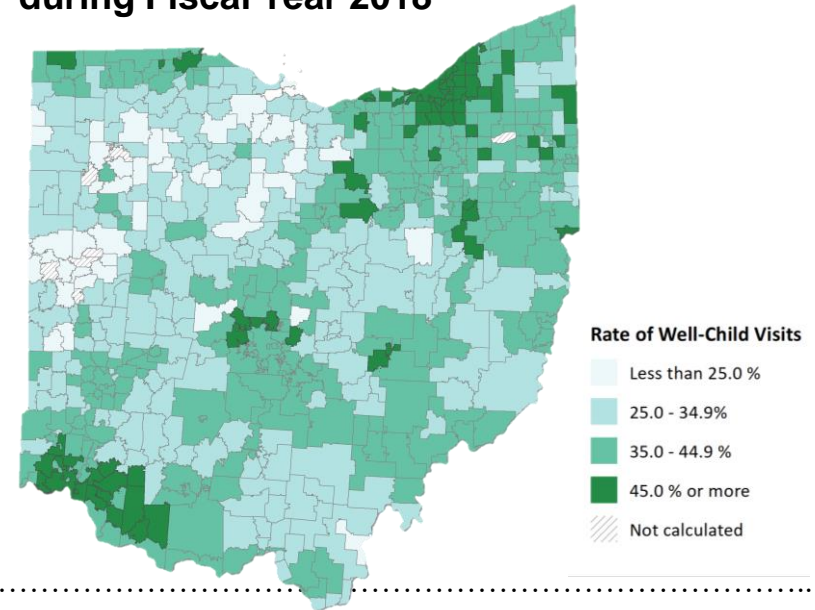 during Fiscal Year 2018
Rate of Well-Child Visits
Less than 25.0 %
25.0 - 34.9%
35.0 - 44.9 %
45.0 % or more
Not calculated